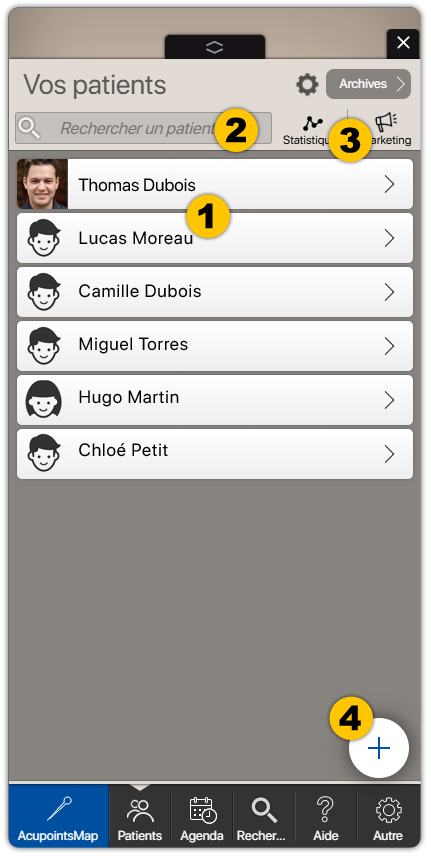 Vos patients
Archives
Rechercher un patient
2
3
Statistiqu
arketing
Thomas Dubois
1
Lucas Moreau
Camille Dubois
Miguel Torres
Hugo Martin
Chloé Petit
4
AcupointsMap
Patients
Agenda
Recher...
Aide
Autre